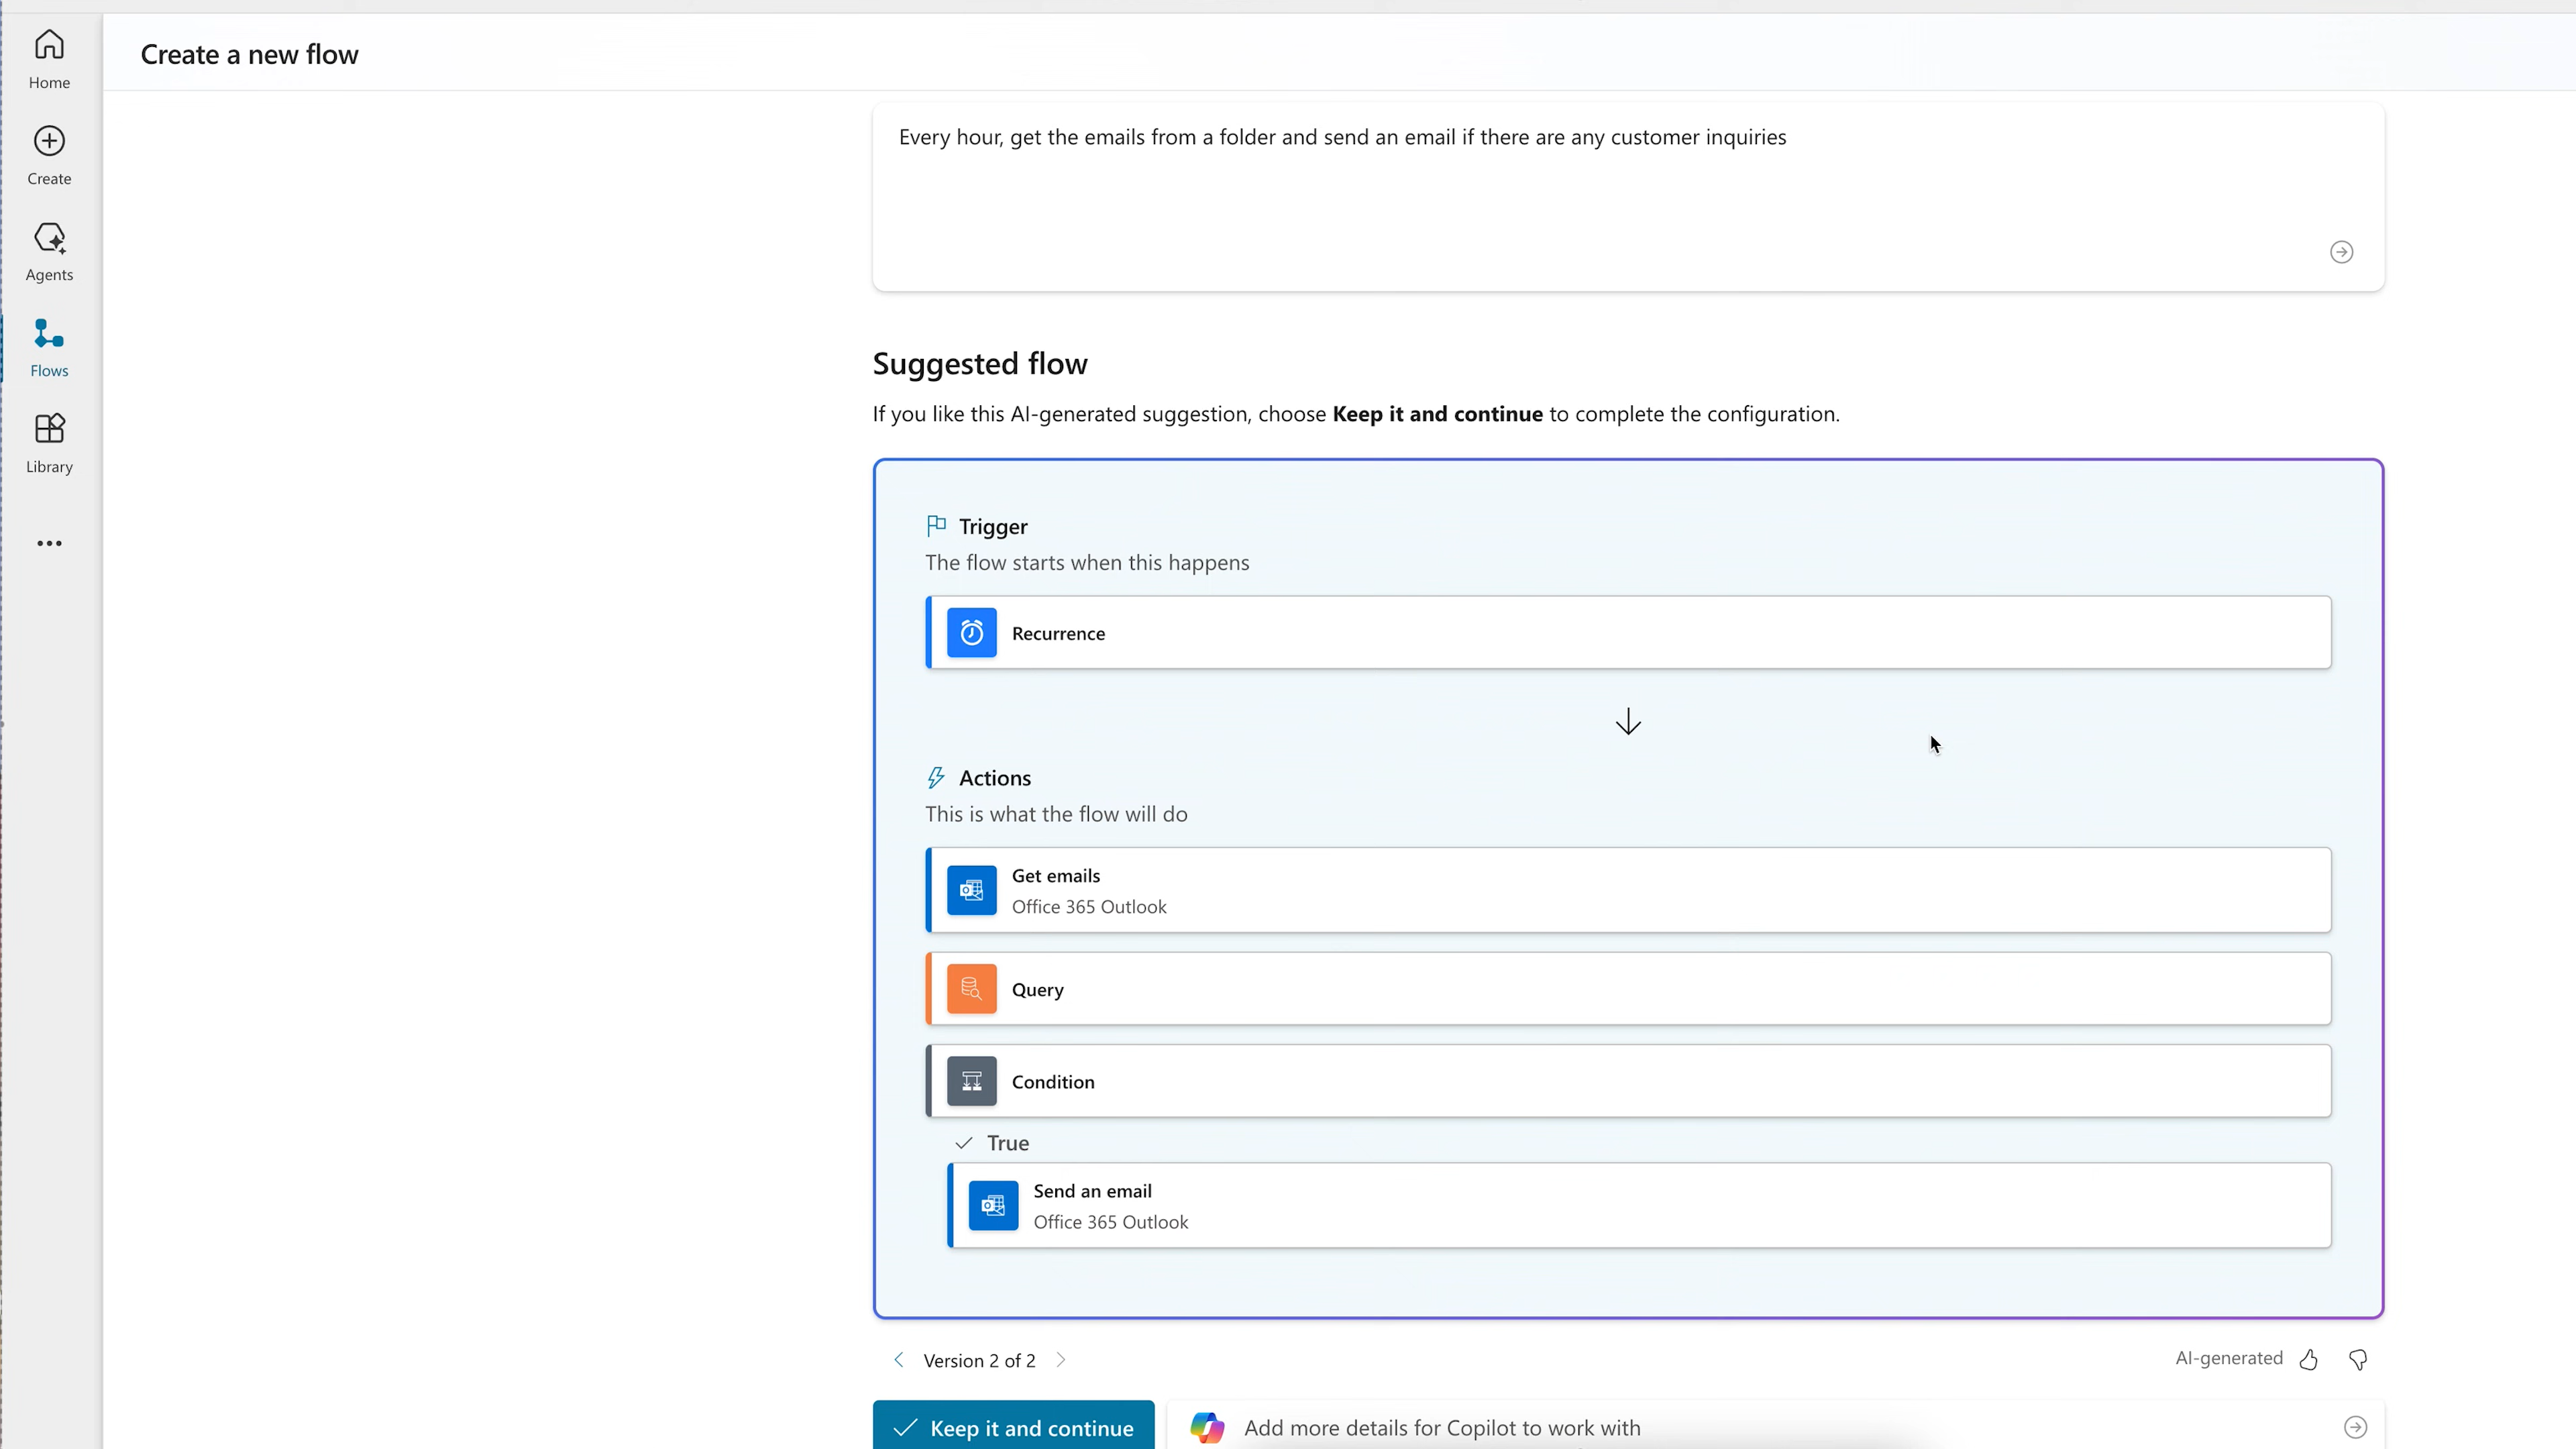 Create a new flow
Home
Create
Agents
Flows
Library
Every hour, get the emails from a folder and send an email if there are any customer inquiries
Suggested flow
If you like this AI-generated suggestion, choose Keep it and continue to complete the configuration.
Trigger
The flow starts when this happens
Recurrence
Actions
This is what the flow will do
Get emails
Office 365 Outlook
Query
Condition
True
Send an email
Office 365 Outlook
Version 2 of 2
AI-generated
Keep it and continue
Add more details for Copilot to work with